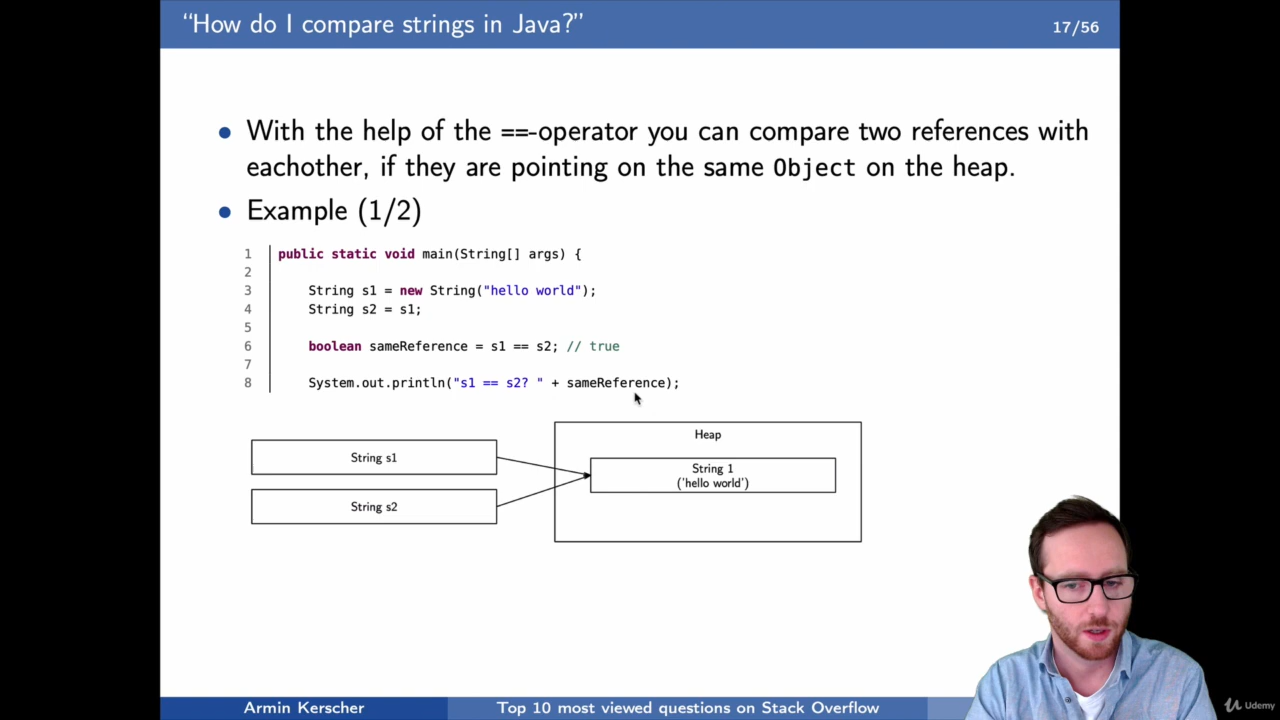 “How do I compare strings in Java?”
17/56
• With the help of the ==-operator you can compare two references with
eachother, if they are pointing on the same Object on the heap.
• Example (1/2)
1 public static void main(String[] args) {
2
3 String s1 = new String("hello world");
4 String s2 = s1;
5
6 boolean sameReference = s1 == s2; // true
7
8 System.out.println("s1 == s2? " + sameReference);
Heap
String s1
String 1
('hello world')
String s2
Armin Kerscher
Top 10 most viewed questions on Stack Overflow
Udemy